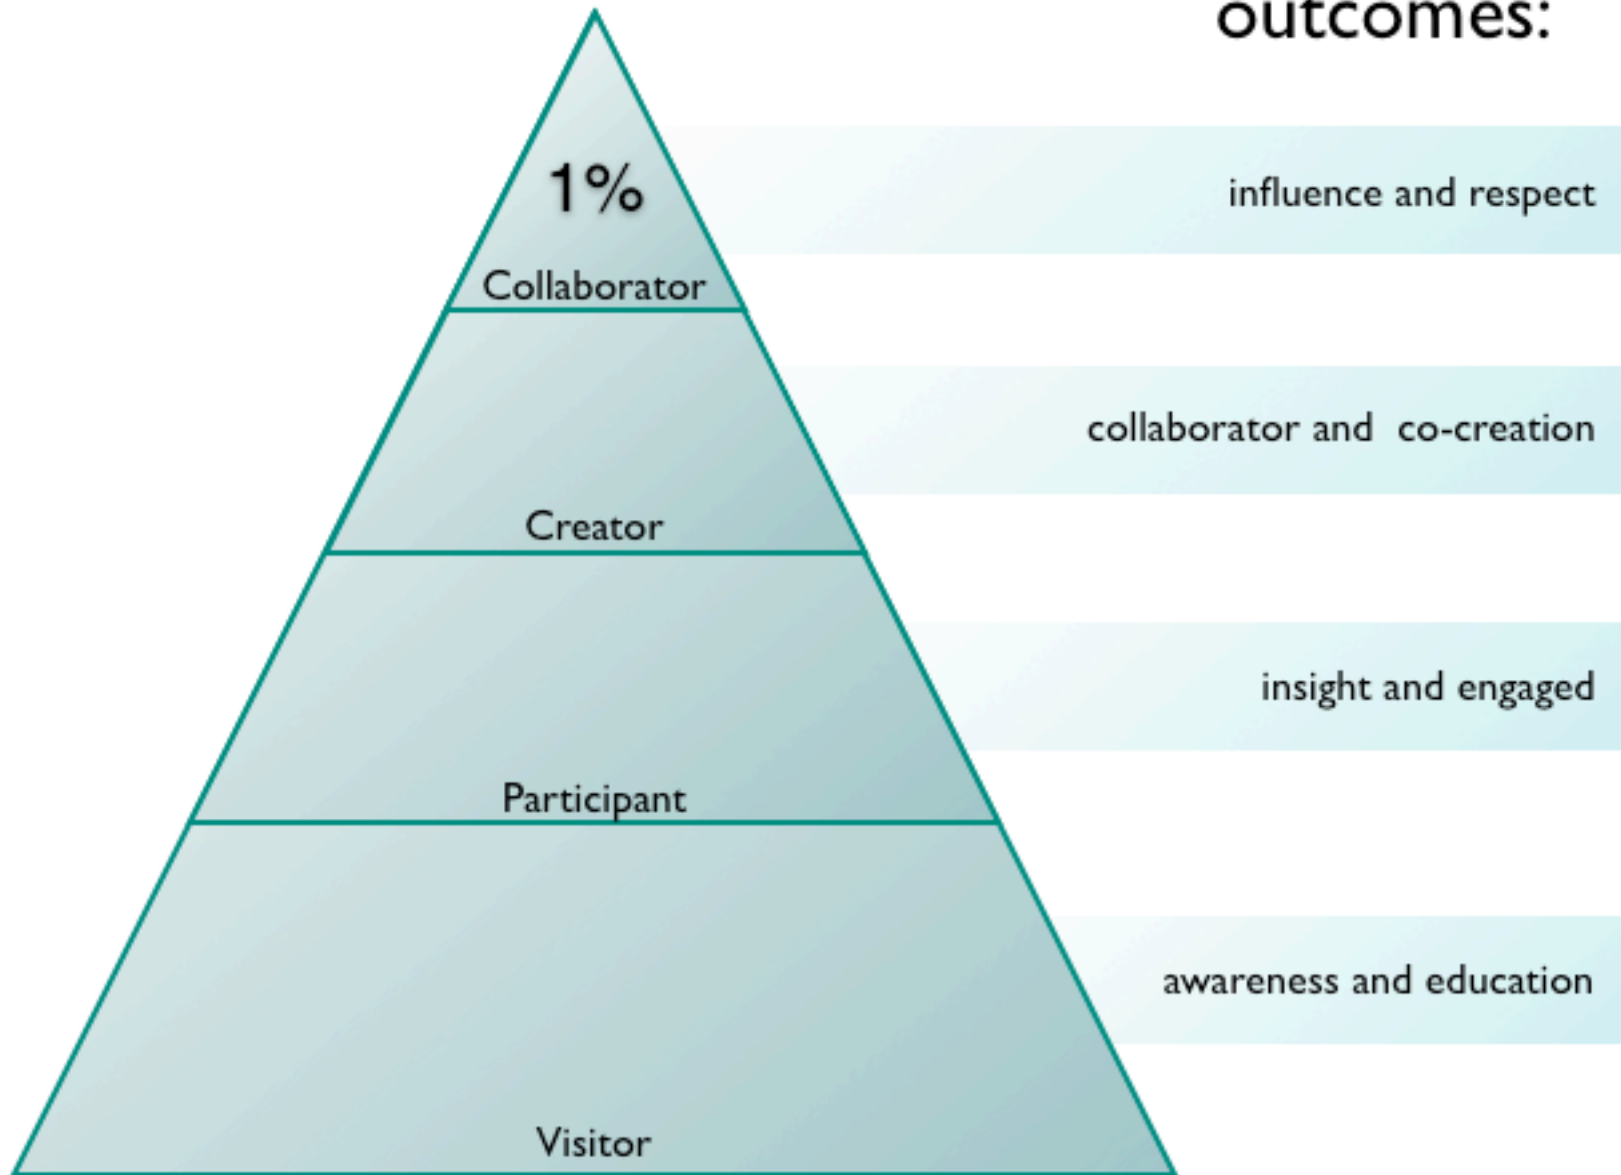 outcomes:
1%
influence and respect
Collaborator
collaborator and co-creation
Creator
insight and engaged
Participant
awareness and education
Visitor